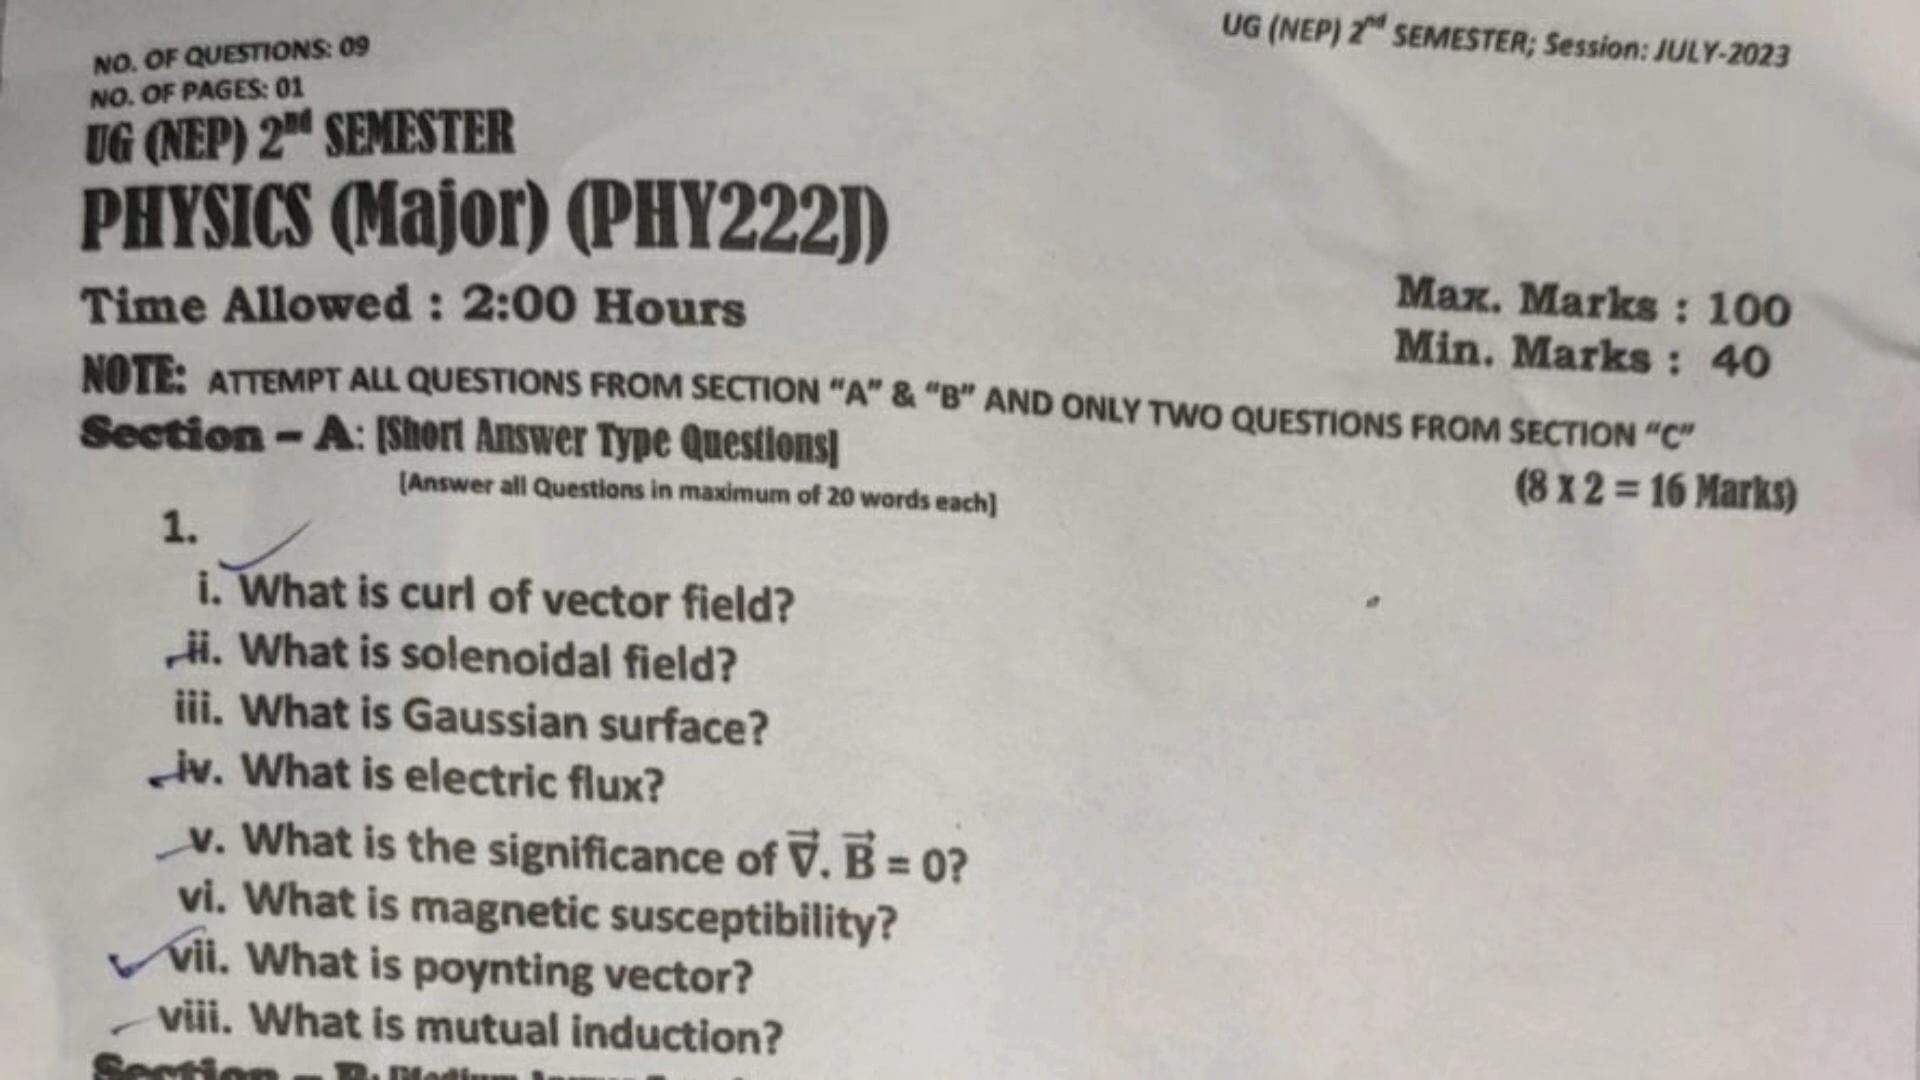 NO. OF QUESTIONS: 09
UG (NEP) 2nd SEMESTER; Session: JULY-2023
NO. OF PAGES: 01
UG (NEP) 2nd SEMESTER
PHYSICS (Major) (PHY222J)
Time Allowed : 2:00 Hours
Max. Marks : 100
Min. Marks : 40
NOTE: ATTEMPT ALL QUESTIONS FROM SECTION “A” & “B” AND ONLY TWO QUESTIONS FROM SECTION “C”
Section – A: [Short Answer Type Questions]
(8 x 2 = 16 Marks)
[Answer all Questions in maximum of 20 words each]
1.
i. What is curl of vector field?
ii. What is solenoidal field?
iii. What is Gaussian surface?
iv. What is electric flux?
v. What is the significance of ∇⃗. B⃗ = 0?
vi. What is magnetic susceptibility?
vii. What is poynting vector?
viii. What is mutual induction?
Section – B: